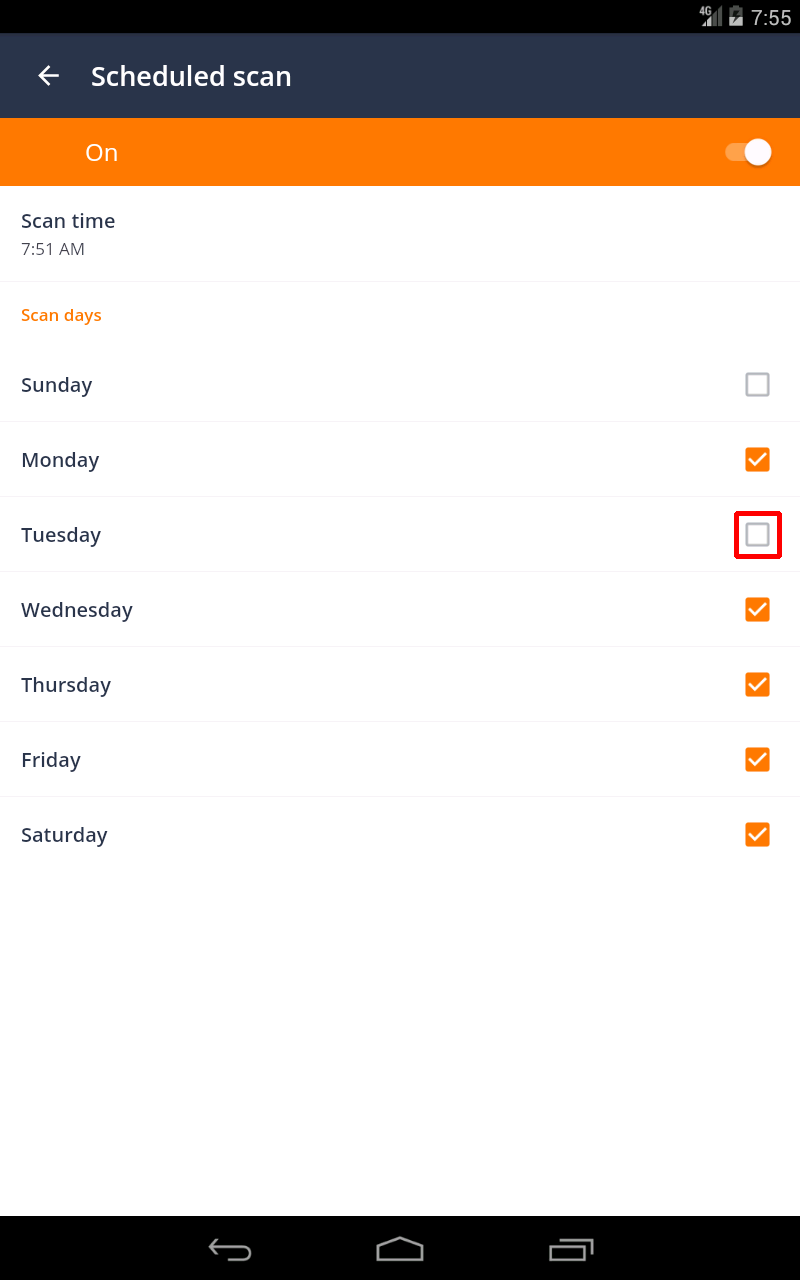 4G 7:55
Scheduled scan
On
Scan time
7:51 AM
Scan days
Sunday
Monday
Tuesday
Wednesday
Thursday
Friday
Saturday